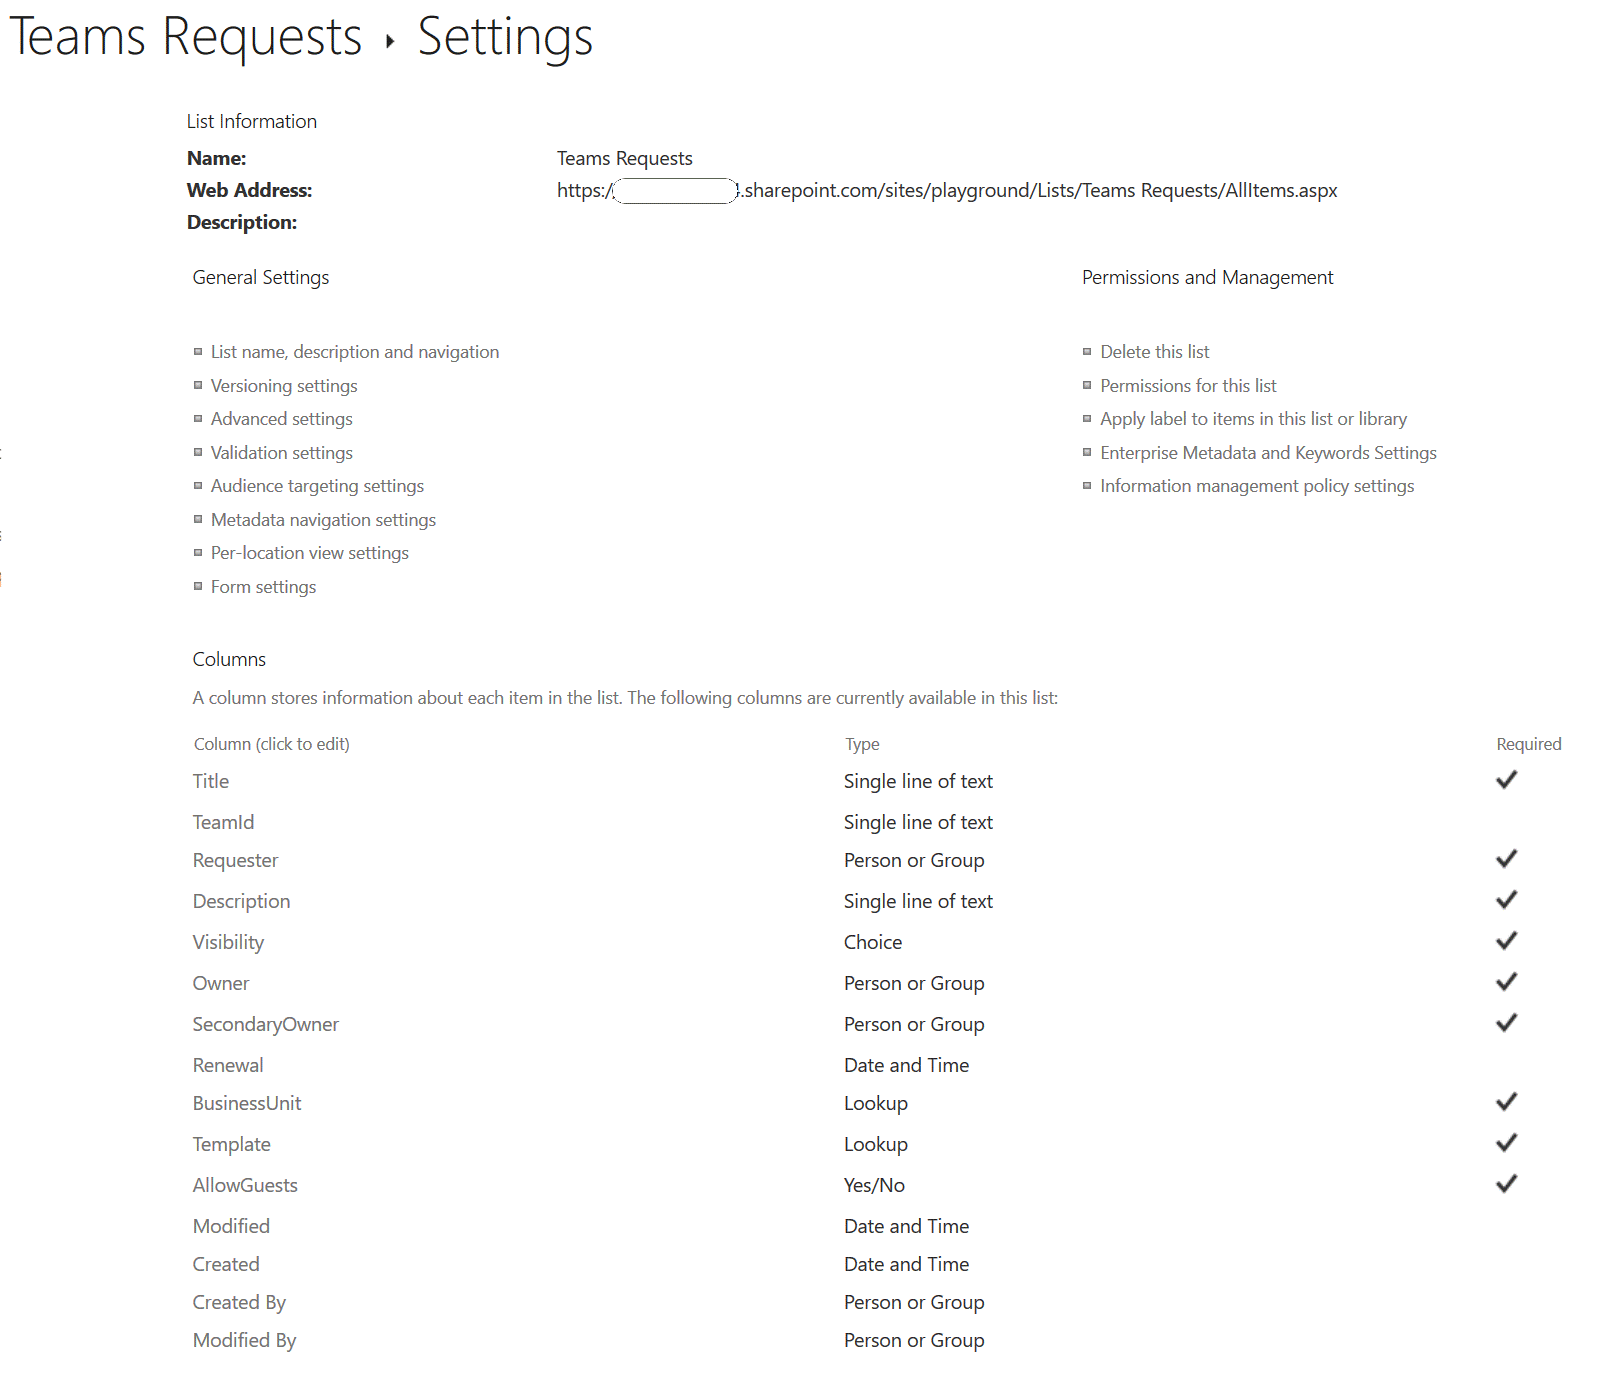 Teams Requests ▸ Settings
List Information
Name: Teams Requests
Web Address: https:/ .sharepoint.com/sites/playground/Lists/Teams Requests/AllItems.aspx
Description:
General Settings
Permissions and Management
List name, description and navigation
Delete this list
Versioning settings
Permissions for this list
Advanced settings
Apply label to items in this list or library
Validation settings
Enterprise Metadata and Keywords Settings
Audience targeting settings
Information management policy settings
Metadata navigation settings
Per-location view settings
Form settings
Columns
A column stores information about each item in the list. The following columns are currently available in this list:
Column (click to edit) Type Required
Title Single line of text ✓
TeamId Single line of text
Requester Person or Group ✓
Description Single line of text ✓
Visibility Choice ✓
Owner Person or Group ✓
SecondaryOwner Person or Group ✓
Renewal Date and Time
BusinessUnit Lookup ✓
Template Lookup ✓
AllowGuests Yes/No ✓
Modified Date and Time
Created Date and Time
Created By Person or Group
Modified By Person or Group